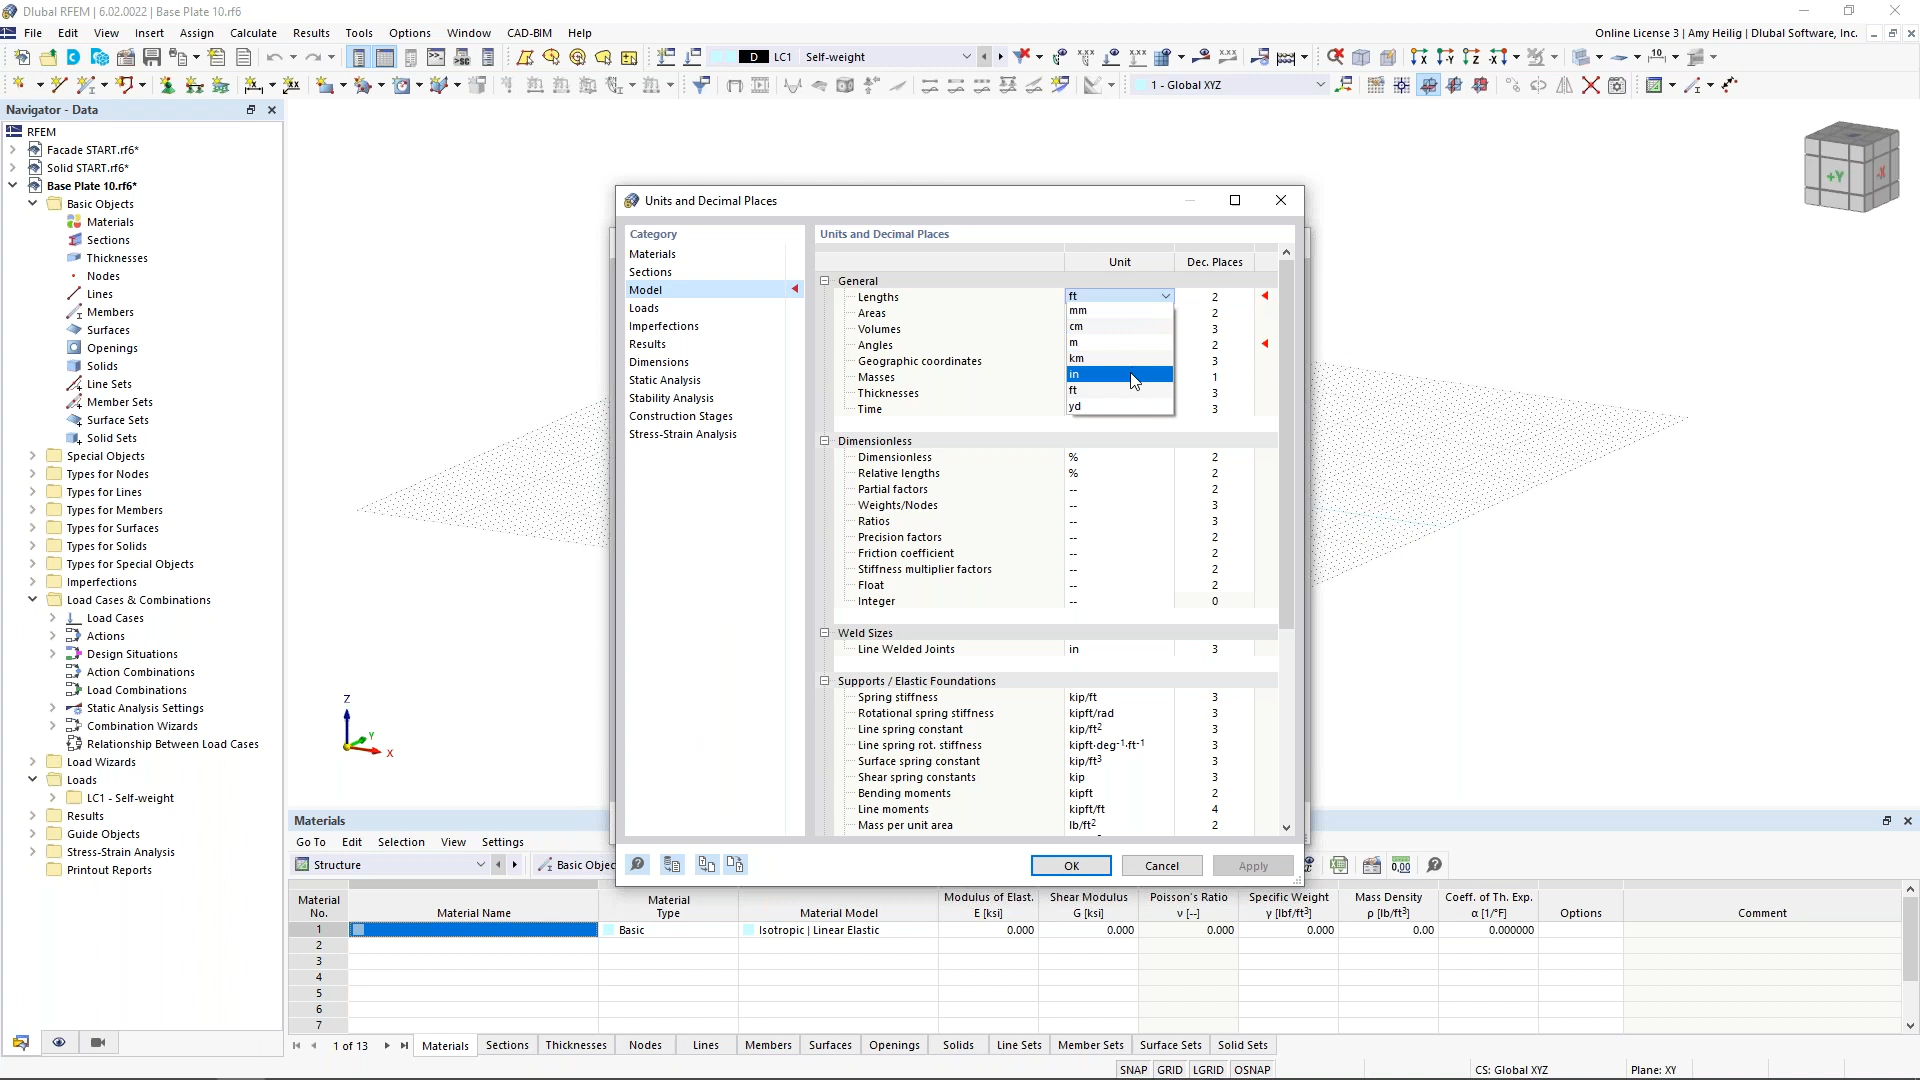 Dlubal RFEM | 6.02.0022 | Base Plate 10.rf6
File Edit View Insert Assign Calculate Results Tools Options Window CAD-BIM Help
Online License 3 | Amy Heilig | Dlubal Software, Inc.
D LC1 Self-weight
1 - Global XYZ
Navigator - Data
RFEM
Facade START.rf6*
Solid START.rf6*
Base Plate 10.rf6*
Basic Objects
Materials
Sections
Thicknesses
Nodes
Lines
Members
Surfaces
Openings
Solids
Line Sets
Member Sets
Surface Sets
Solid Sets
Special Objects
Types for Nodes
Types for Lines
Types for Members
Types for Surfaces
Types for Solids
Types for Special Objects
Imperfections
Load Cases & Combinations
Load Cases
Actions
Design Situations
Action Combinations
Load Combinations
Static Analysis Settings
Combination Wizards
Relationship Between Load Cases
Load Wizards
Loads
LC1 - Self-weight
Results
Guide Objects
Stress-Strain Analysis
Printout Reports
+Y -X
Z
Y
X
Units and Decimal Places
Category
Materials
Sections
Model
Loads
Imperfections
Results
Dimensions
Static Analysis
Stability Analysis
Construction Stages
Stress-Strain Analysis
Units and Decimal Places
Unit Dec. Places
General
Lengths ft 2
Areas 2
Volumes 3
Angles 2
Geographic coordinates 3
Masses 1
Thicknesses 3
Time 3
mm
cm
m
km
in
ft
yd
Dimensionless
Dimensionless % 2
Relative lengths % 2
Partial factors -- 2
Weights/Nodes -- 3
Ratios -- 3
Precision factors -- 2
Friction coefficient -- 2
Stiffness multiplier factors -- 2
Float -- 2
Integer -- 0
Weld Sizes
Line Welded Joints in 3
Supports / Elastic Foundations
Spring stiffness kip/ft 3
Rotational spring stiffness kipft/rad 3
Line spring constant kip/ft2 3
Line spring rot. stiffness kipft·deg-1·ft-1 3
Surface spring constant kip/ft3 3
Shear spring constants kip 3
Bending moments kipft 2
Line moments kipft/ft 4
Mass per unit area lb/ft2 2
OK Cancel Apply
Materials
Go To Edit Selection View Settings
Structure Basic Objec
Material No. Material Name Material Type Material Model Modulus of Elast. E [ksi] Shear Modulus G [ksi] Poisson's Ratio ν [--] Specific Weight γ [lbf/ft3] Mass Density ρ [lb/ft3] Coeff. of Th. Exp. α [1/°F] Options Comment
1 Basic Isotropic | Linear Elastic 0.000 0.000 0.000 0.000 0.00 0.000000
2
3
4
5
6
7
1 of 13 Materials Sections Thicknesses Nodes Lines Members Surfaces Openings Solids Line Sets Member Sets Surface Sets Solid Sets
SNAP GRID LGRID OSNAP CS: Global XYZ Plane: XY